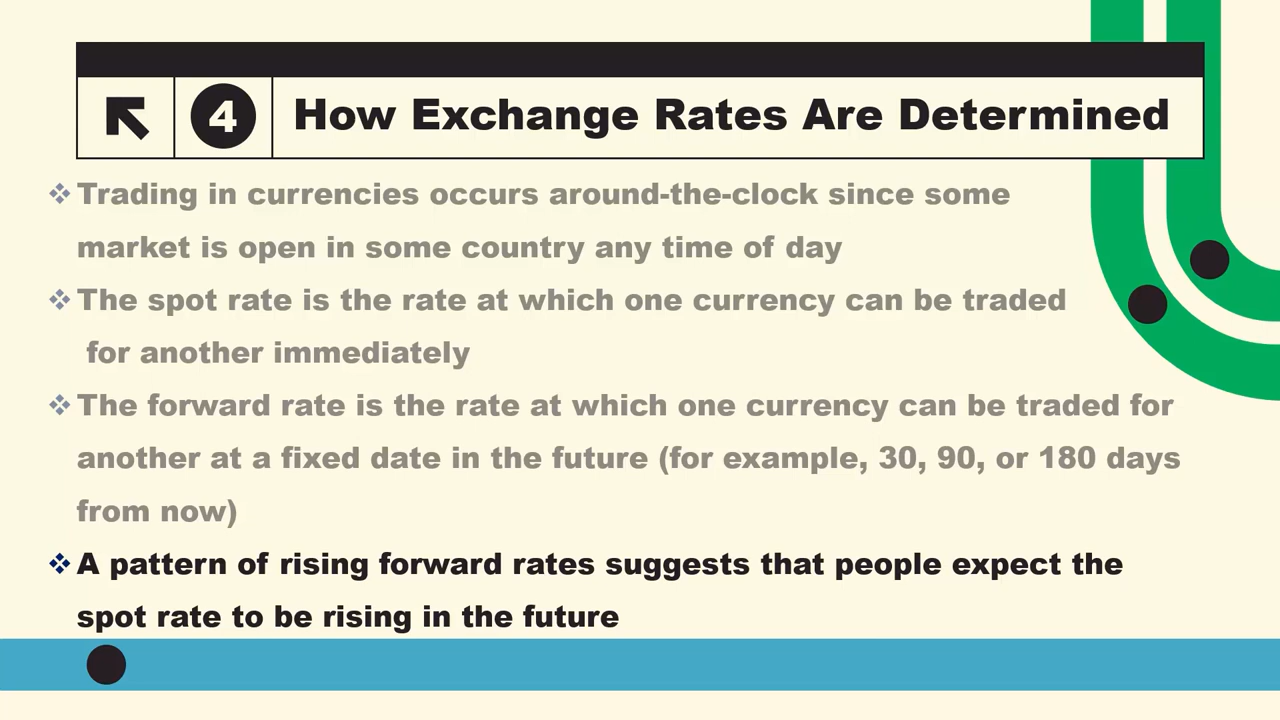 4 How Exchange Rates Are Determined
❖Trading in currencies occurs around-the-clock since some
market is open in some country any time of day
❖The spot rate is the rate at which one currency can be traded
for another immediately
❖The forward rate is the rate at which one currency can be traded for
another at a fixed date in the future (for example, 30, 90, or 180 days
from now)
❖A pattern of rising forward rates suggests that people expect the
spot rate to be rising in the future